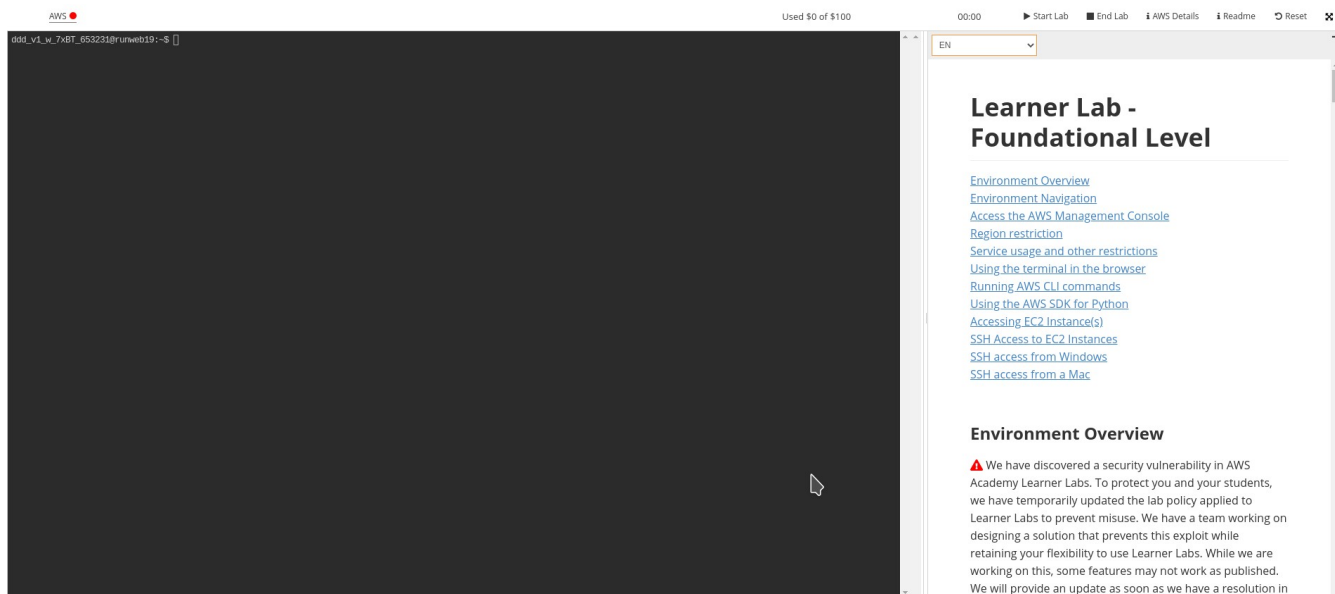 AWS
Used $0 of $100
00:00
Start Lab
End Lab
AWS Details
Readme
Reset
ddd_v1_w_7xBT_653231@runweb19:~$
EN
Learner Lab -
Foundational Level
Environment Overview
Environment Navigation
Access the AWS Management Console
Region restriction
Service usage and other restrictions
Using the terminal in the browser
Running AWS CLI commands
Using the AWS SDK for Python
Accessing EC2 Instance(s)
SSH Access to EC2 Instances
SSH access from Windows
SSH access from a Mac
Environment Overview
We have discovered a security vulnerability in AWS
Academy Learner Labs. To protect you and your students,
we have temporarily updated the lab policy applied to
Learner Labs to prevent misuse. We have a team working on
designing a solution that prevents this exploit while
retaining your flexibility to use Learner Labs. While we are
working on this, some features may not work as published.
We will provide an update as soon as we have a resolution in